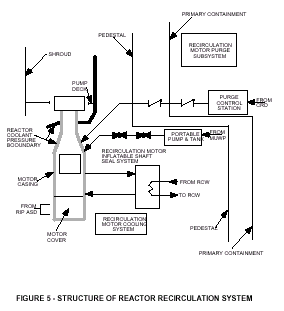 PRIMARY CONTAINMENT
PEDESTAL
SHROUD
RECIRCULATION
MOTOR PURGE
SUBSYSTEM
PUMP
DECK
PURGE
CONTROL
STATION
FROM
CRD
REACTOR
COOLANT
PRESSURE
BOOUNDARY
PORTABLE
PUMP & TANK
FROM
MUWP
RECIRCULATION MOTOR
INFLATABLE SHAFT
SEAL SYSTEM
MOTOR
CASING
FROM RCW
TO RCW
FROM
RIP ASD
RECIRCULATION
MOTOR COOLING
SYSTEM
MOTOR
COVER
PEDESTAL
PRIMARY CONTAINMENT
FIGURE 5 - STRUCTURE OF REACTOR RECIRCULATION SYSTEM